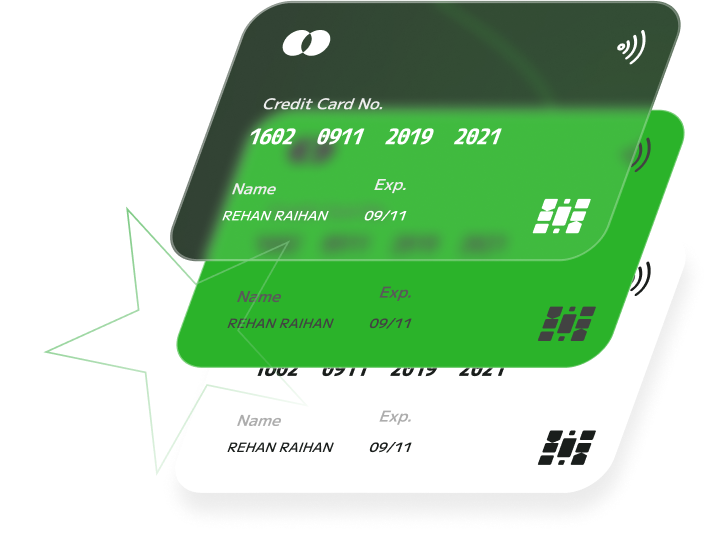 Credit Card No.
1602 0911 2019 2021
Name Exp.
REHAN RAIHAN 09/11
Name Exp.
REHAN RAIHAN 09/11
1602 0911 2019 2021
Name Exp.
REHAN RAIHAN 09/11